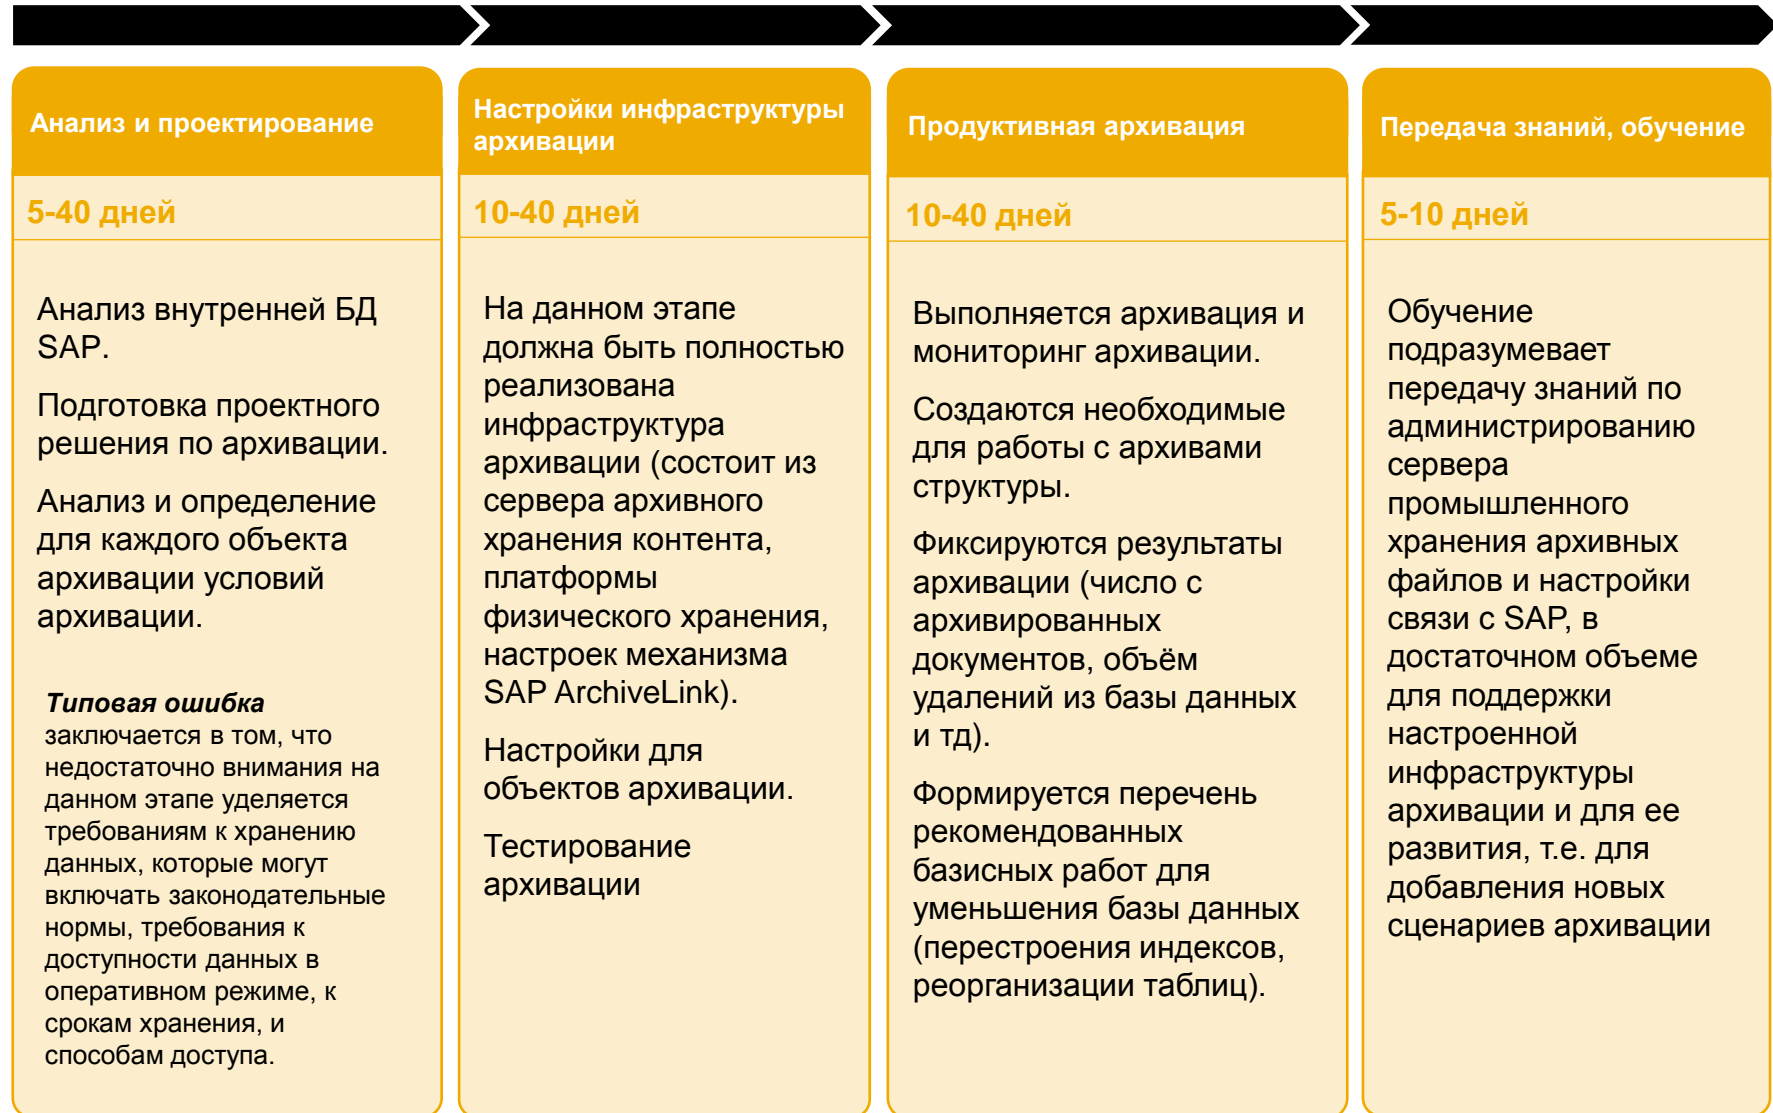 Анализ и проектирование
5-40 дней
Анализ внутренней БД
SAP.
Подготовка проектного
решения по архивации.
Анализ и определение
для каждого объекта
архивации условий
архивации.
Типовая ошибка
заключается в том, что
недостаточно внимания на
данном этапе уделяется
требованиям к хранению
данных, которые могут
включать законодательные
нормы, требования к
доступности данных в
оперативном режиме, к
срокам хранения, и
способам доступа.
Настройки инфраструктуры
архивации
10-40 дней
На данном этапе
должна быть полностью
реализована
инфраструктура
архивации (состоит из
сервера архивного
хранения контента,
платформы
физического хранения,
настроек механизма
SAP ArchiveLink).
Настройки для
объектов архивации.
Тестирование
архивации
Продуктивная архивация
10-40 дней
Выполняется архивация и
мониторинг архивации.
Создаются необходимые
для работы с архивами
структуры.
Фиксируются результаты
архивации (число с
архивированных
документов, объём
удалений из базы данных
и тд).
Формируется перечень
рекомендованных
базисных работ для
уменьшения базы данных
(перестроения индексов,
реорганизации таблиц).
Передача знаний, обучение
5-10 дней
Обучение
подразумевает
передачу знаний по
администрированию
сервера
промышленного
хранения архивных
файлов и настройки
связи с SAP, в
достаточном объеме
для поддержки
настроенной
инфраструктуры
архивации и для ее
развития, т.е. для
добавления новых
сценариев архивации